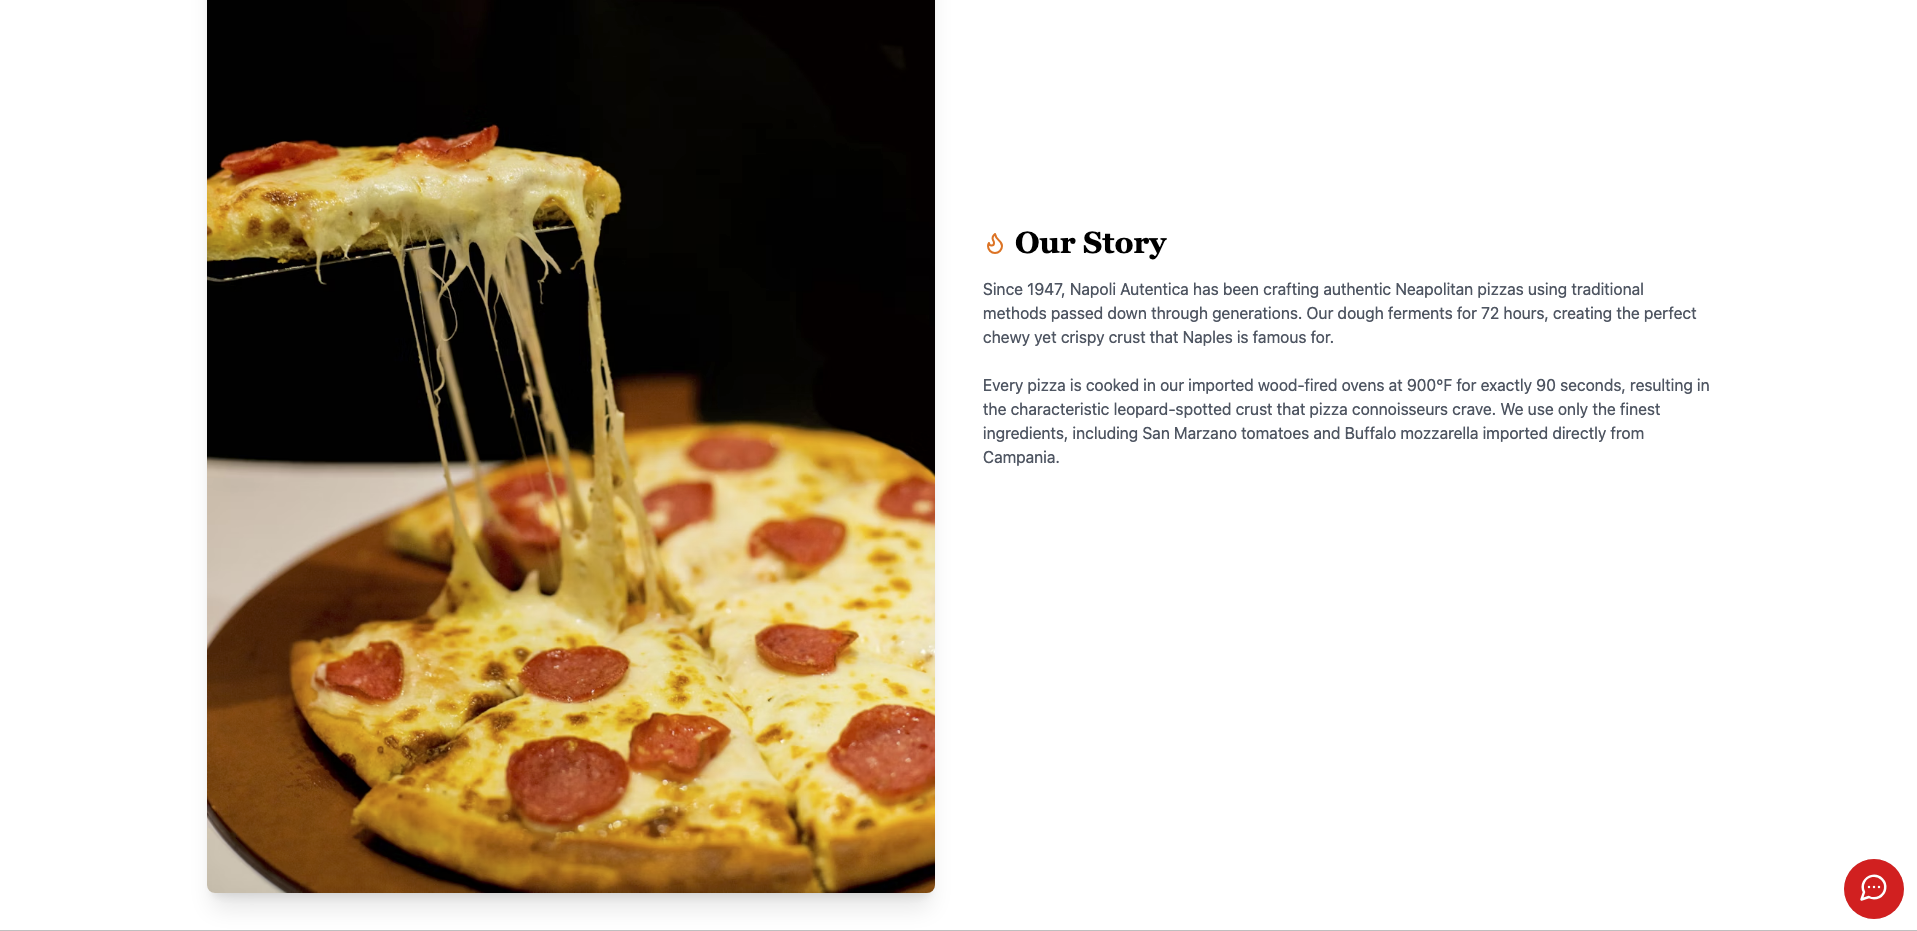 Our Story
Since 1947, Napoli Autentica has been crafting authentic Neapolitan pizzas using traditional
methods passed down through generations. Our dough ferments for 72 hours, creating the perfect
chewy yet crispy crust that Naples is famous for.
Every pizza is cooked in our imported wood-fired ovens at 900°F for exactly 90 seconds, resulting in
the characteristic leopard-spotted crust that pizza connoisseurs crave. We use only the finest
ingredients, including San Marzano tomatoes and Buffalo mozzarella imported directly from
Campania.